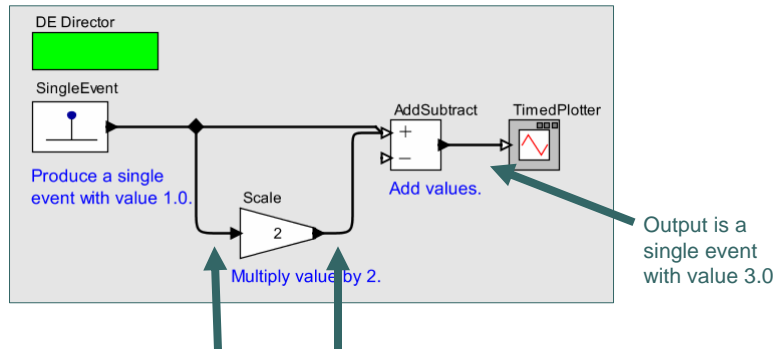 DE Director
SingleEvent
AddSubtract
TimedPlotter
+
−
Produce a single
event with value 1.0.
Add values.
Scale
2
Multiply value by 2.
Output is a
single event
with value 3.0